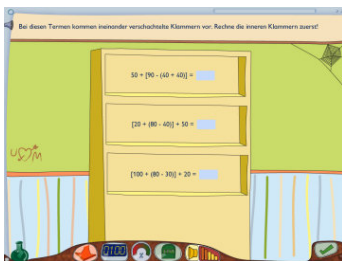 Bei diesen Termen kommen ineinander verschachtelte Klammern vor. Rechne die inneren Klammern zuerst!
50 + [90 - (40 + 40)] =
[20 + (80 - 40)] + 50 =
[100 + (80 - 30)] + 20 =